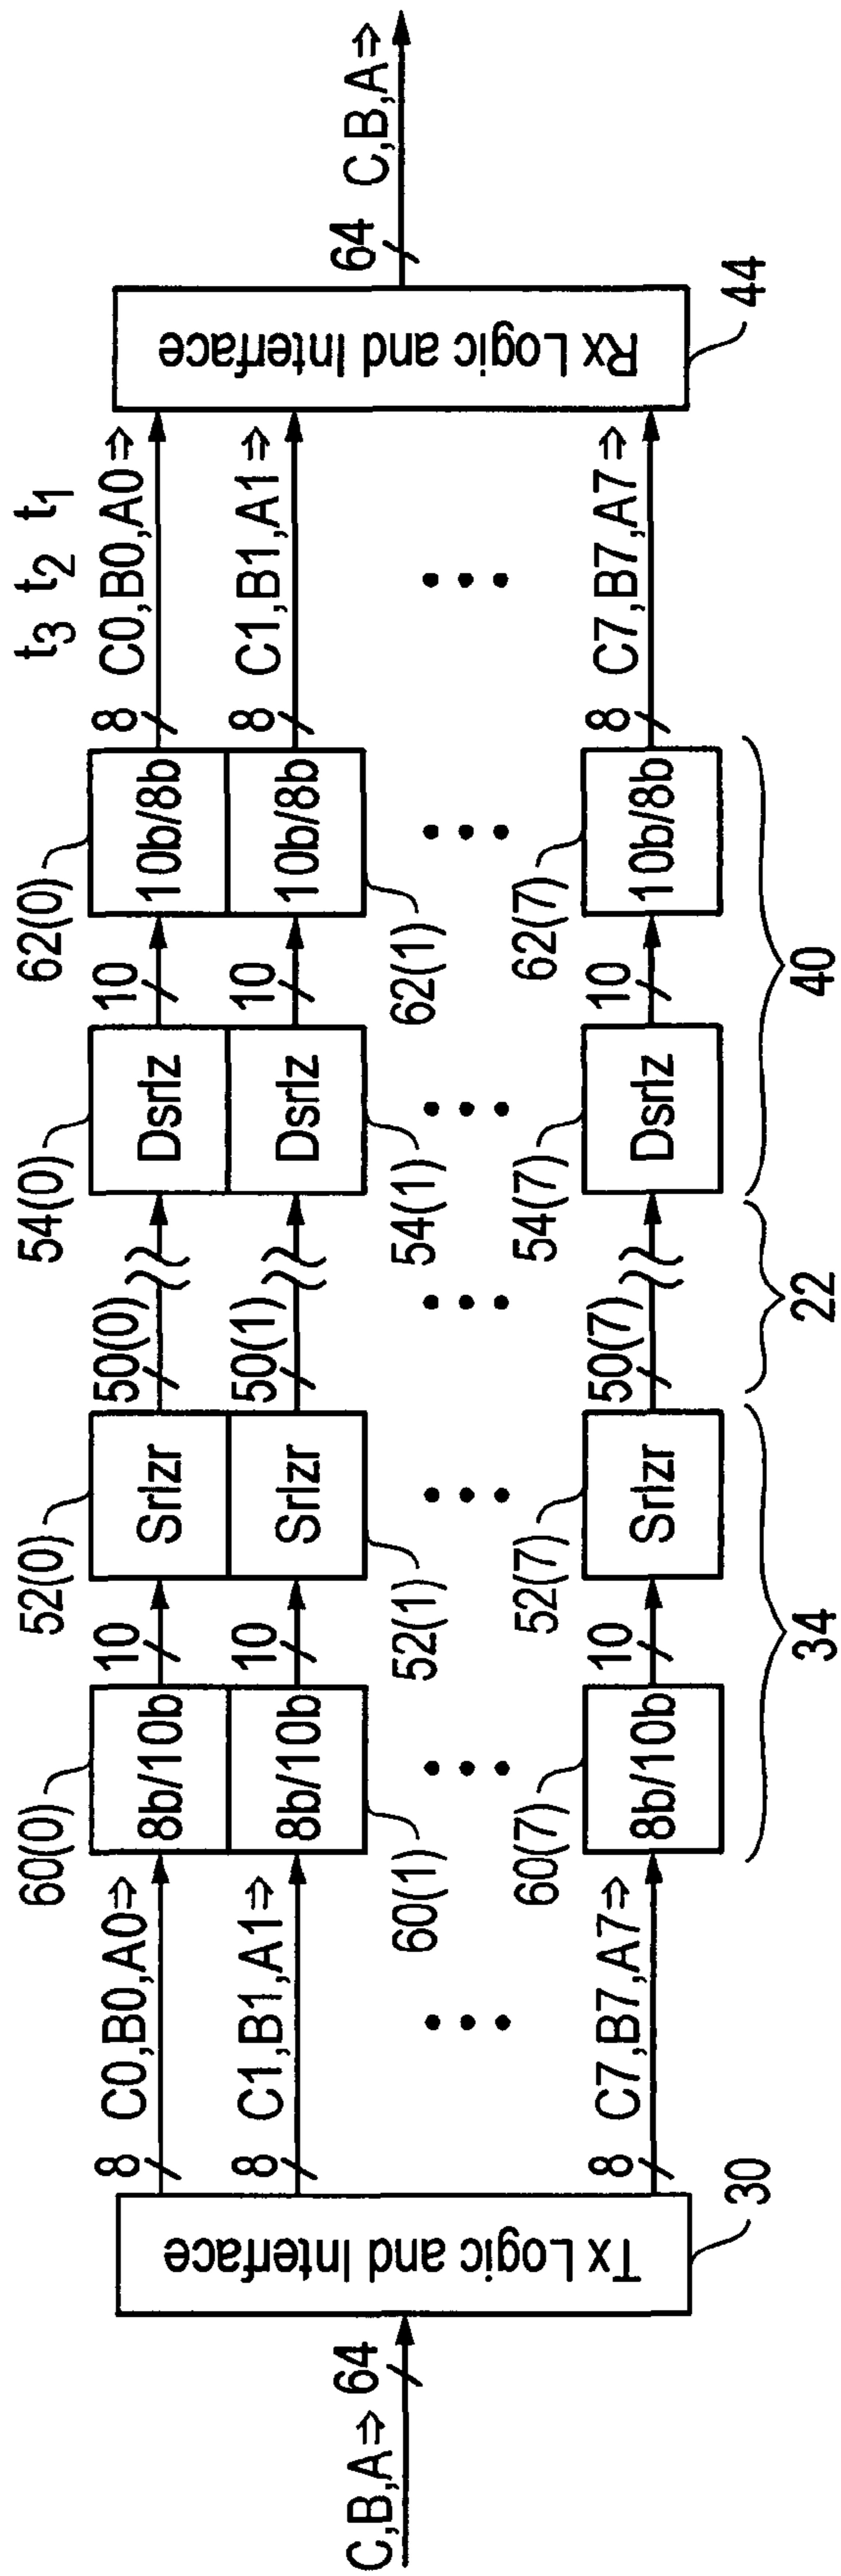 C,B,A⇒
64
Tx Logic and Interface
30
8 C0,B0,A0⇒
8 C1,B1,A1⇒
8 C7,B7,A7⇒
60(0)
8b/10b
8b/10b
60(1)
60(7)
8b/10b
10
10
10
52(0)
Srlzr
Srlzr
52(1)
52(7)
Srlzr
34
50(0)
50(1)
50(7)
22
54(0)
Dsrlz
Dsrlz
54(1)
54(7)
Dsrlz
10
10
10
62(0)
10b/8b
10b/8b
62(1)
62(7)
10b/8b
40
t3 t2 t1
8 C0,B0,A0⇒
8 C1,B1,A1⇒
8 C7,B7,A7⇒
Rx Logic and Interface
44
64
C,B,A⇒